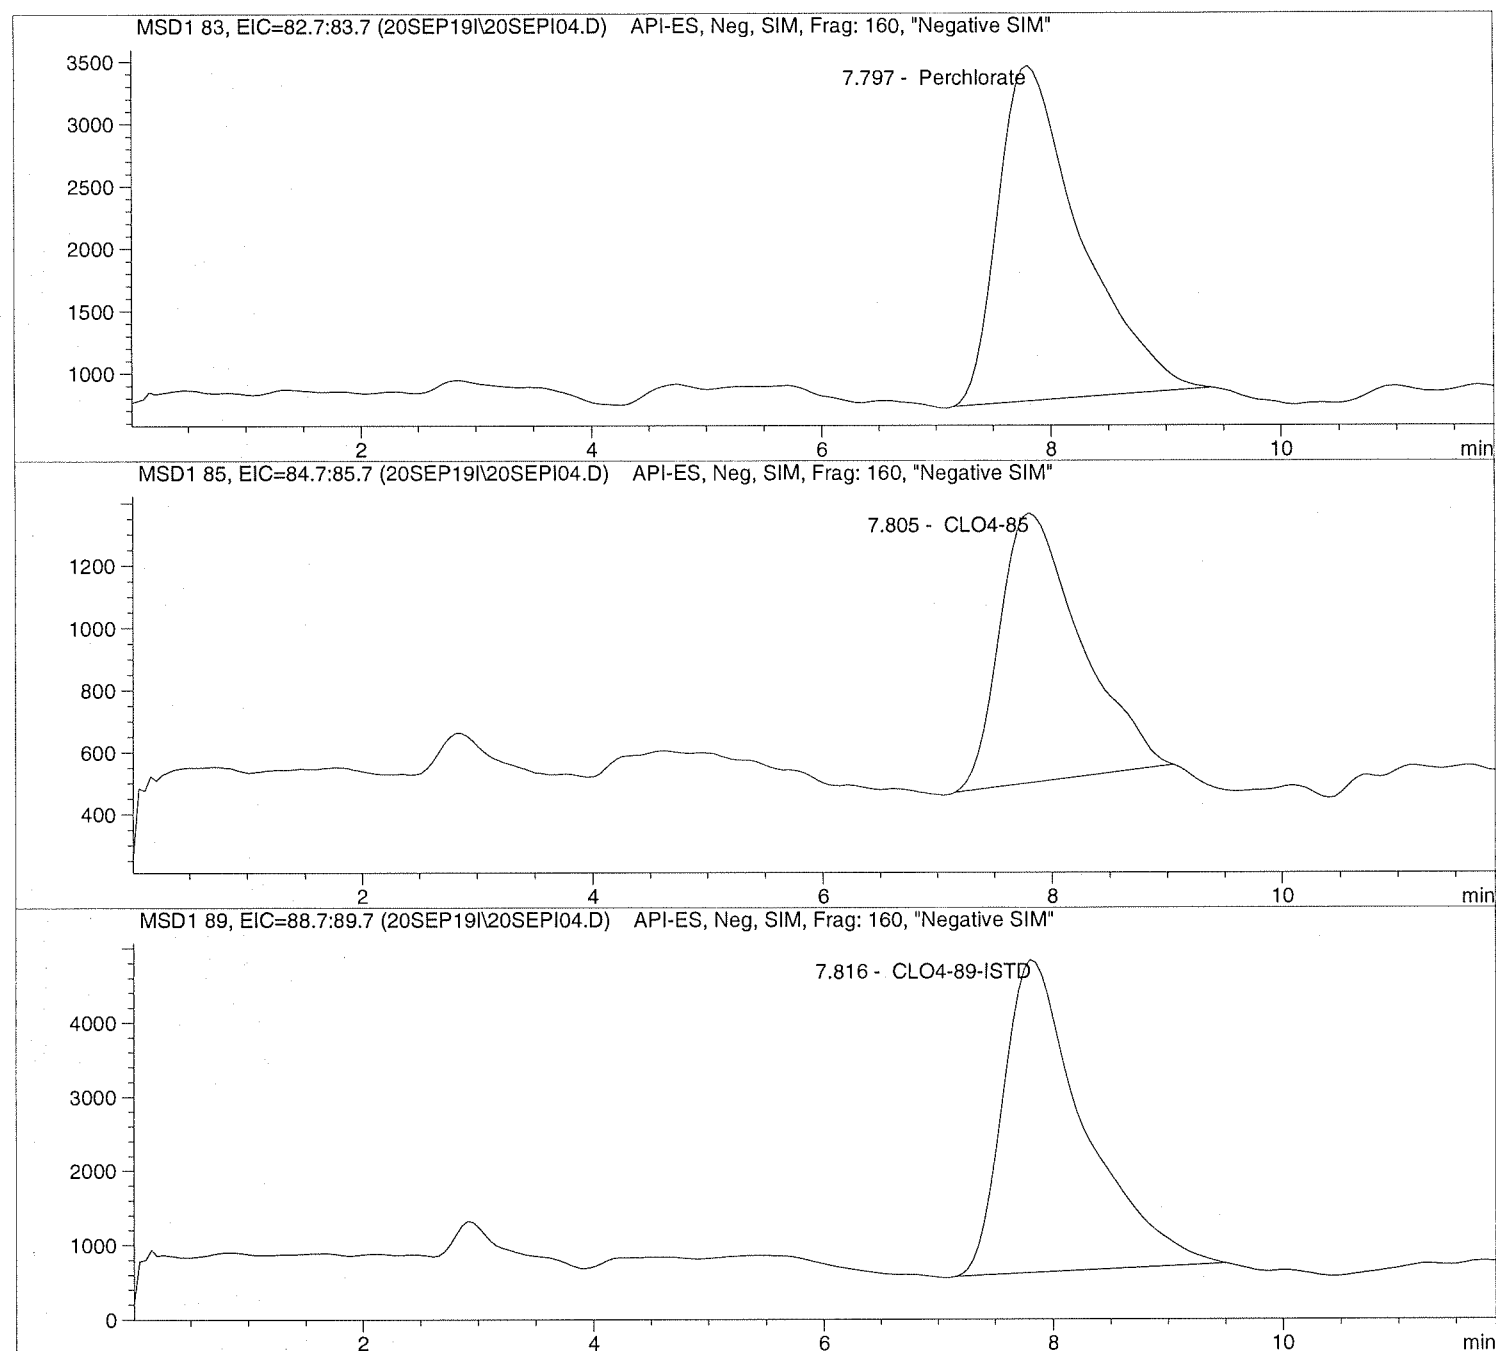 MSD1 83, EIC=82.7:83.7 (20SEP19I\20SEPI04.D) API-ES, Neg, SIM, Frag: 160, "Negative SIM"
3500
7.797 - Perchlorate
3000
2500
2000
1500
1000
2 4 6 8 10 min
MSD1 85, EIC=84.7:85.7 (20SEP19I\20SEPI04.D) API-ES, Neg, SIM, Frag: 160, "Negative SIM"
7.805 - CLO4-85
1200
1000
800
600
400
2 4 6 8 10 min
MSD1 89, EIC=88.7:89.7 (20SEP19I\20SEPI04.D) API-ES, Neg, SIM, Frag: 160, "Negative SIM"
7.816 - CLO4-89-ISTD
4000
3000
2000
1000
0
2 4 6 8 10 min